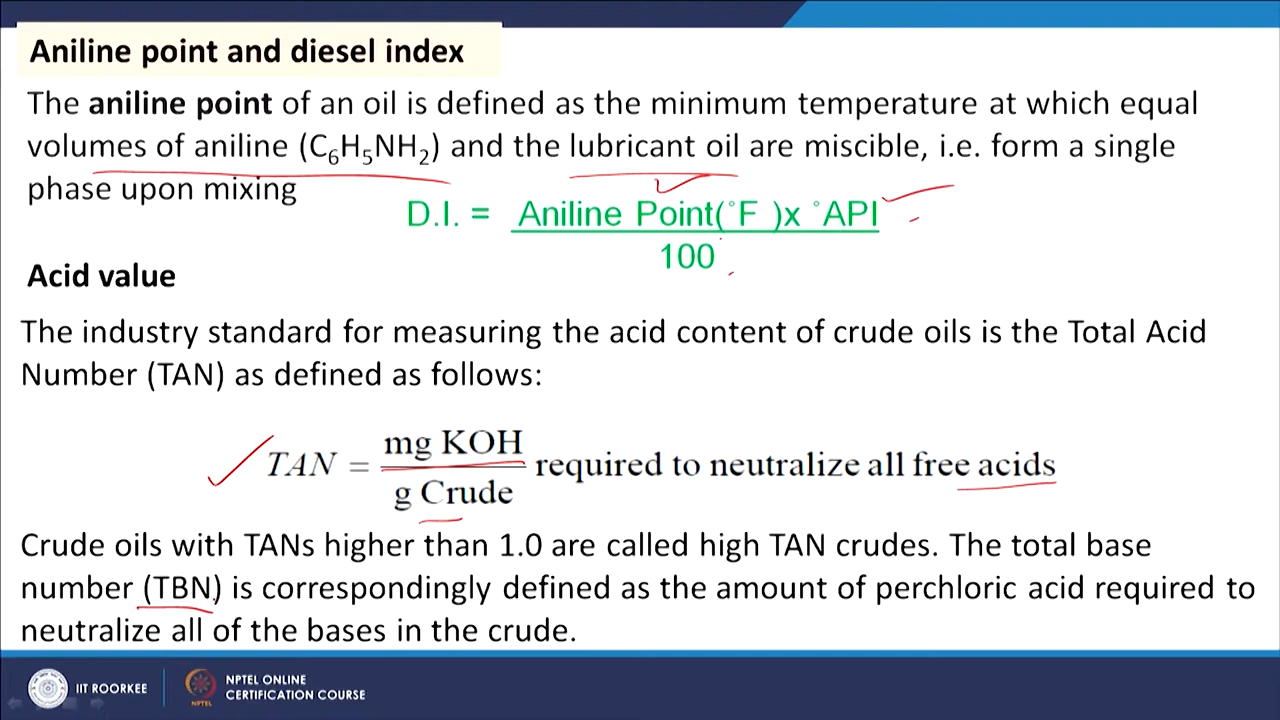 Aniline point and diesel index
The aniline point of an oil is defined as the minimum temperature at which equal
volumes of aniline (C₆H₅NH₂) and the lubricant oil are miscible, i.e. form a single
phase upon mixing
D.I. = Aniline Point(°F )x °API
100
Acid value
The industry standard for measuring the acid content of crude oils is the Total Acid
Number (TAN) as defined as follows:
TAN = mg KOH
g Crude
required to neutralize all free acids
Crude oils with TANs higher than 1.0 are called high TAN crudes. The total base
number (TBN) is correspondingly defined as the amount of perchloric acid required to
neutralize all of the bases in the crude.
IIT ROORKEE
NPTEL
NPTEL ONLINE
CERTIFICATION COURSE